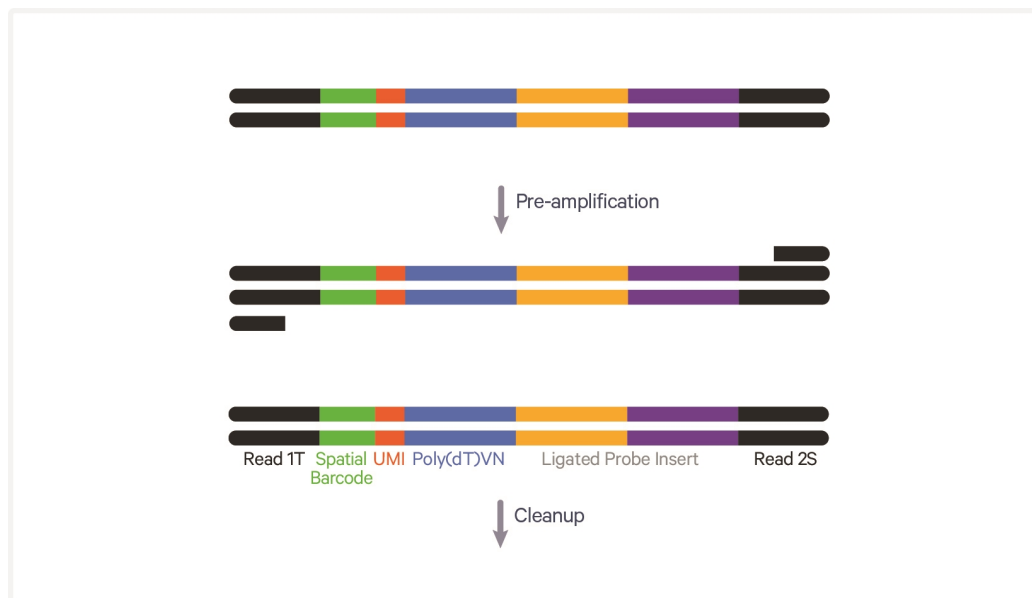 Pre-amplification
Read 1T Spatial Barcode UMI Poly(dT)VN Ligated Probe Insert Read 2S
Cleanup